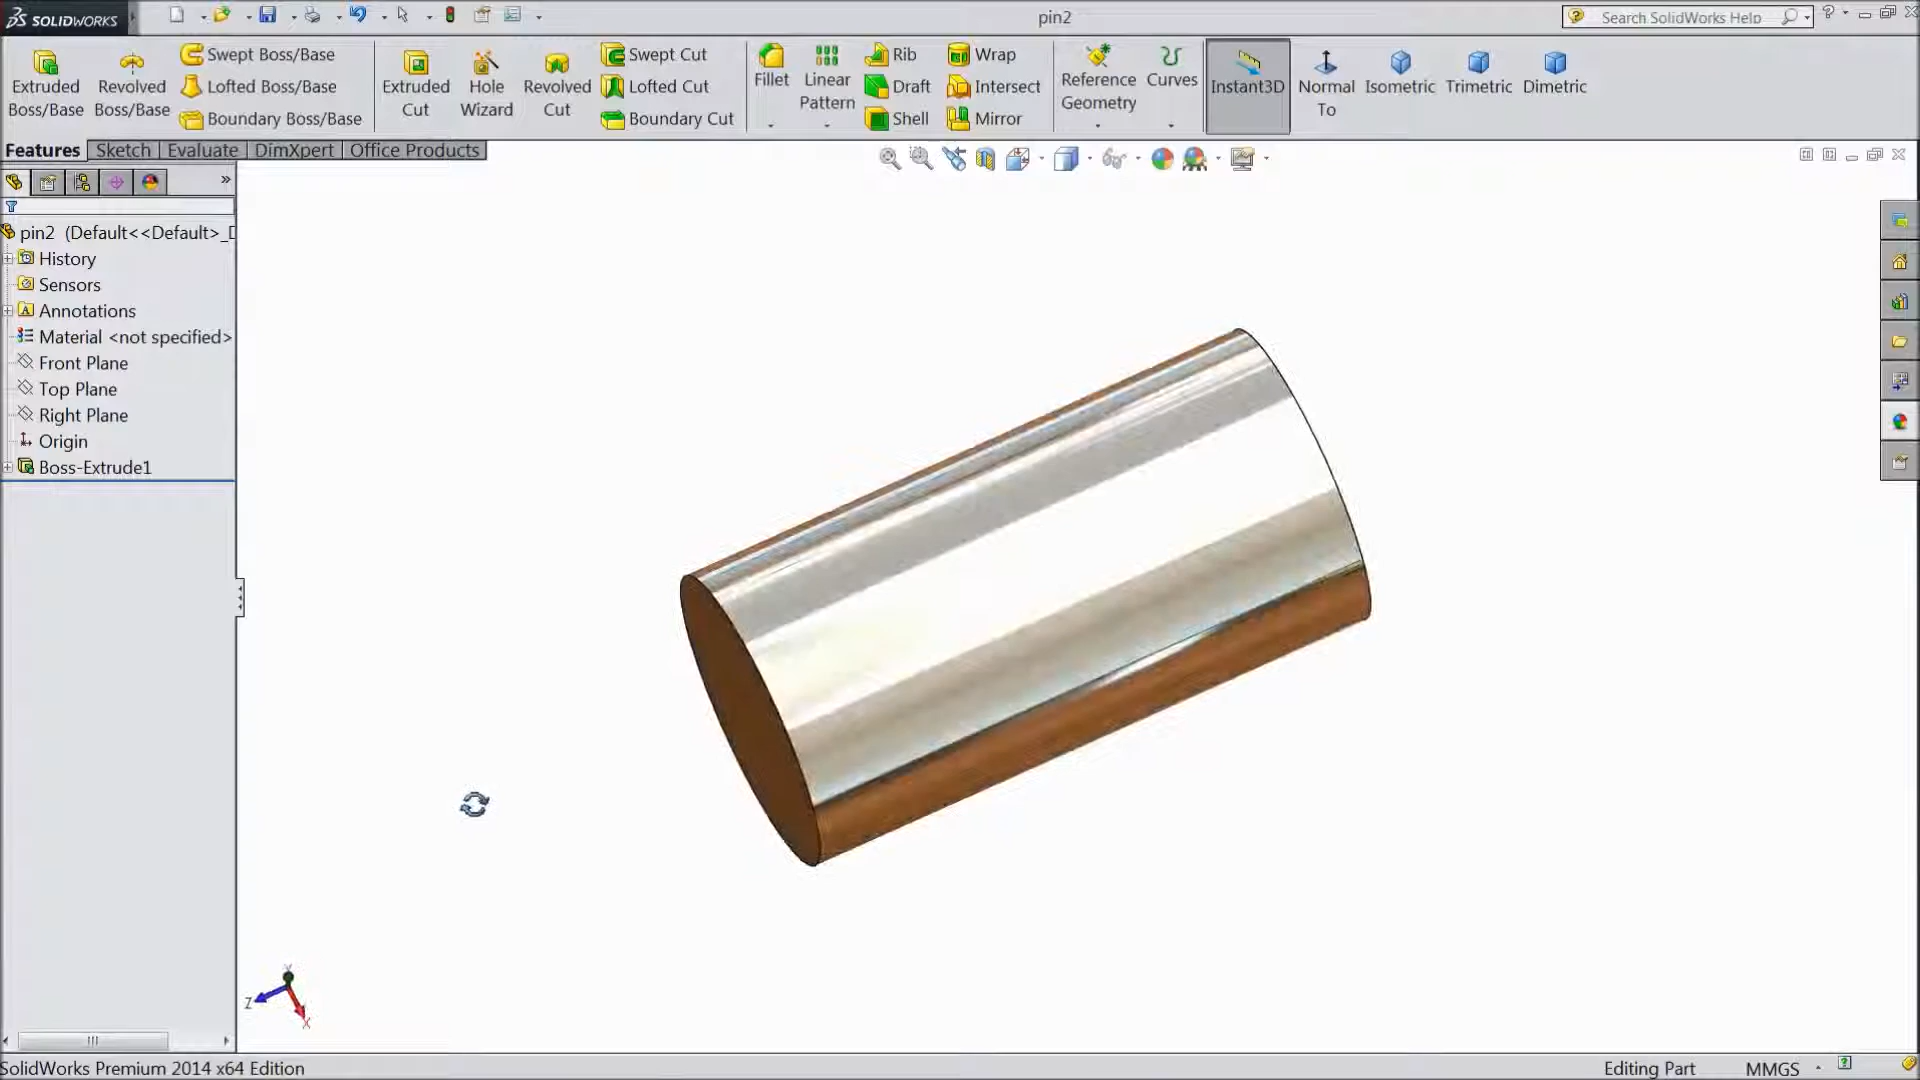 SOLIDWORKS
pin2
Search SolidWorks Help
Extruded Boss/Base
Revolved Boss/Base
Swept Boss/Base
Lofted Boss/Base
Boundary Boss/Base
Extruded Cut
Hole Wizard
Revolved Cut
Swept Cut
Lofted Cut
Boundary Cut
Fillet
Linear Pattern
Rib
Draft
Shell
Wrap
Intersect
Mirror
Reference Geometry
Curves
Instant3D
Normal To
Isometric
Trimetric
Dimetric
Features
Sketch
Evaluate
DimXpert
Office Products
pin2 (Default<<Default>_D
History
Sensors
Annotations
Material <not specified>
Front Plane
Top Plane
Right Plane
Origin
Boss-Extrude1
Y
Z
X
SolidWorks Premium 2014 x64 Edition
Editing Part
MMGS